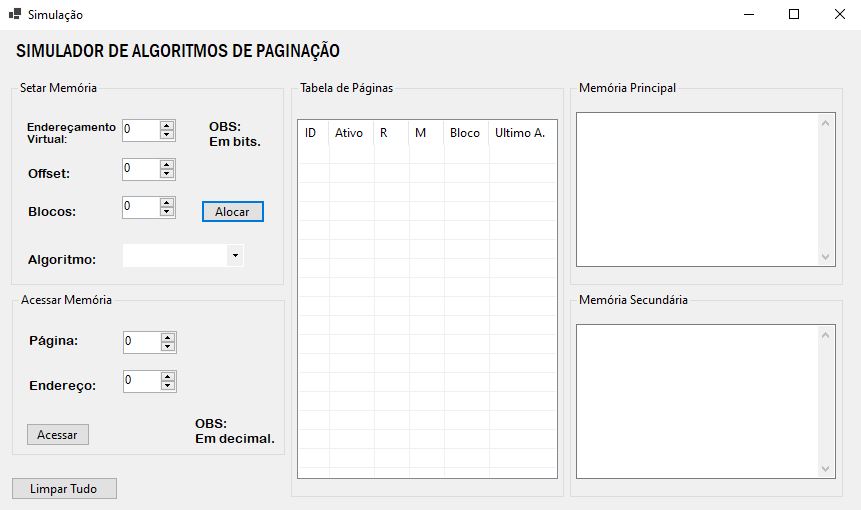 Simulação
SIMULADOR DE ALGORITMOS DE PAGINAÇÃO
Setar Memória
Endereçamento
Virtual:
0
OBS:
Em bits.
Offset:
0
Blocos:
0
Alocar
Algoritmo:
Acessar Memória
Página:
0
Endereço:
0
OBS:
Em decimal.
Acessar
Limpar Tudo
Tabela de Páginas
ID Ativo R M Bloco Ultimo A.
Memória Principal
Memória Secundária